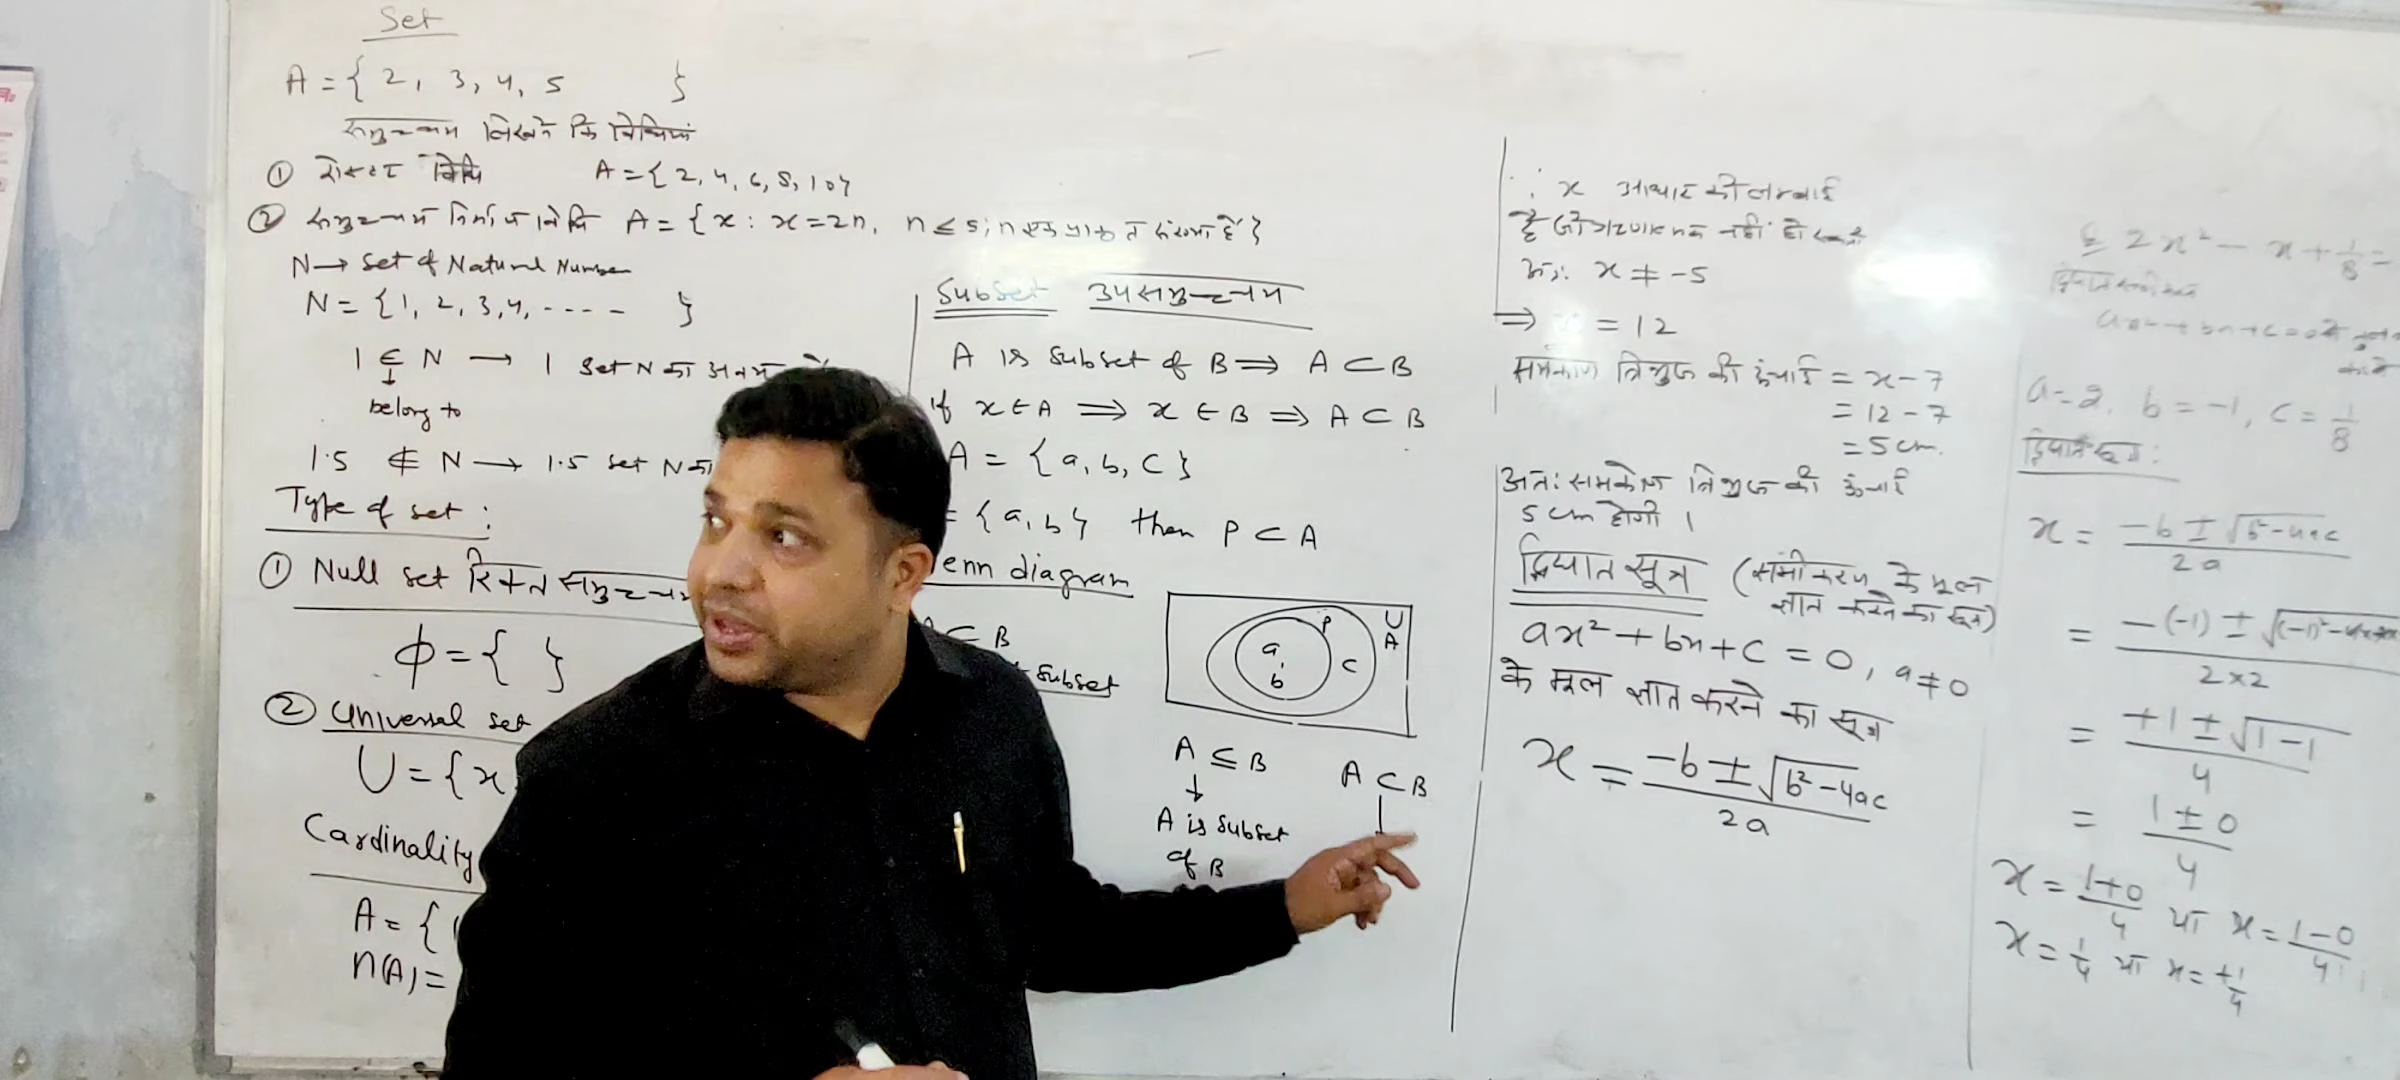 Set
A = { 2, 3, 4, 5 }
समुच्चय लिखने कि विधियां
① रोस्टर विधि A = { 2, 4, 6, 8, 10 }
② समुच्चय निर्माण विधि A = { x : x = 2n, n ≤ 5 ; n एक प्राकृत संख्या है }
N → Set of Natural Number
N = { 1, 2, 3, 4, ---- }
1 ∈ N → 1 Set N का
belong to
1.5 ∉ N → 1.5 Set N का
Type of set :
① Null set रिक्त समुच्चय
ϕ = { }
② Universal set
U = { x
Cardinality
A = { 1
n(A) =
Subset उपसमुच्चय
A is subset of B ⇒ A ⊂ B
if x ∈ A ⇒ x ∈ B ⇒ A ⊂ B
A = { a, b, c }
= { a, b } then P ⊂ A
enn diagram
⊂ B
subset
P U
A
a, b
C
A ⊆ B
↓
A is subset
of B
A ⊂ B
∵ x आधार की लम्बाई
है जो ऋणात्मक नहीं हो
अतः x ≠ -5
⇒ = 12
समकोण त्रिभुज की ऊंचाई = x - 7
= 12 - 7
= 5 cm.
अतः समकोण त्रिभुज की ऊंचाई
5 cm होगी ।
द्विघात सूत्र (समीकरण के मूल
ज्ञात करने का सूत्र)
ax² + bx + c = 0, a ≠ 0
के मूल ज्ञात करने का सूत्र
x = -b ± √b² - 4ac / 2a
2x² - x + 1/8 =
ax² + bx + c = 0
a = 2, b = -1, c = 1/8
द्विघात सूत्र :
x = -b ± √b² - 4ac / 2a
= -(-1) ± √(-1)² - 4 / 2×2
= +1 ± √1 - 1 / 4
= 1 ± 0 / 4
x = 1+0 / 4 या x = 1-0 / 4
x = 1/4 या x = +1/4